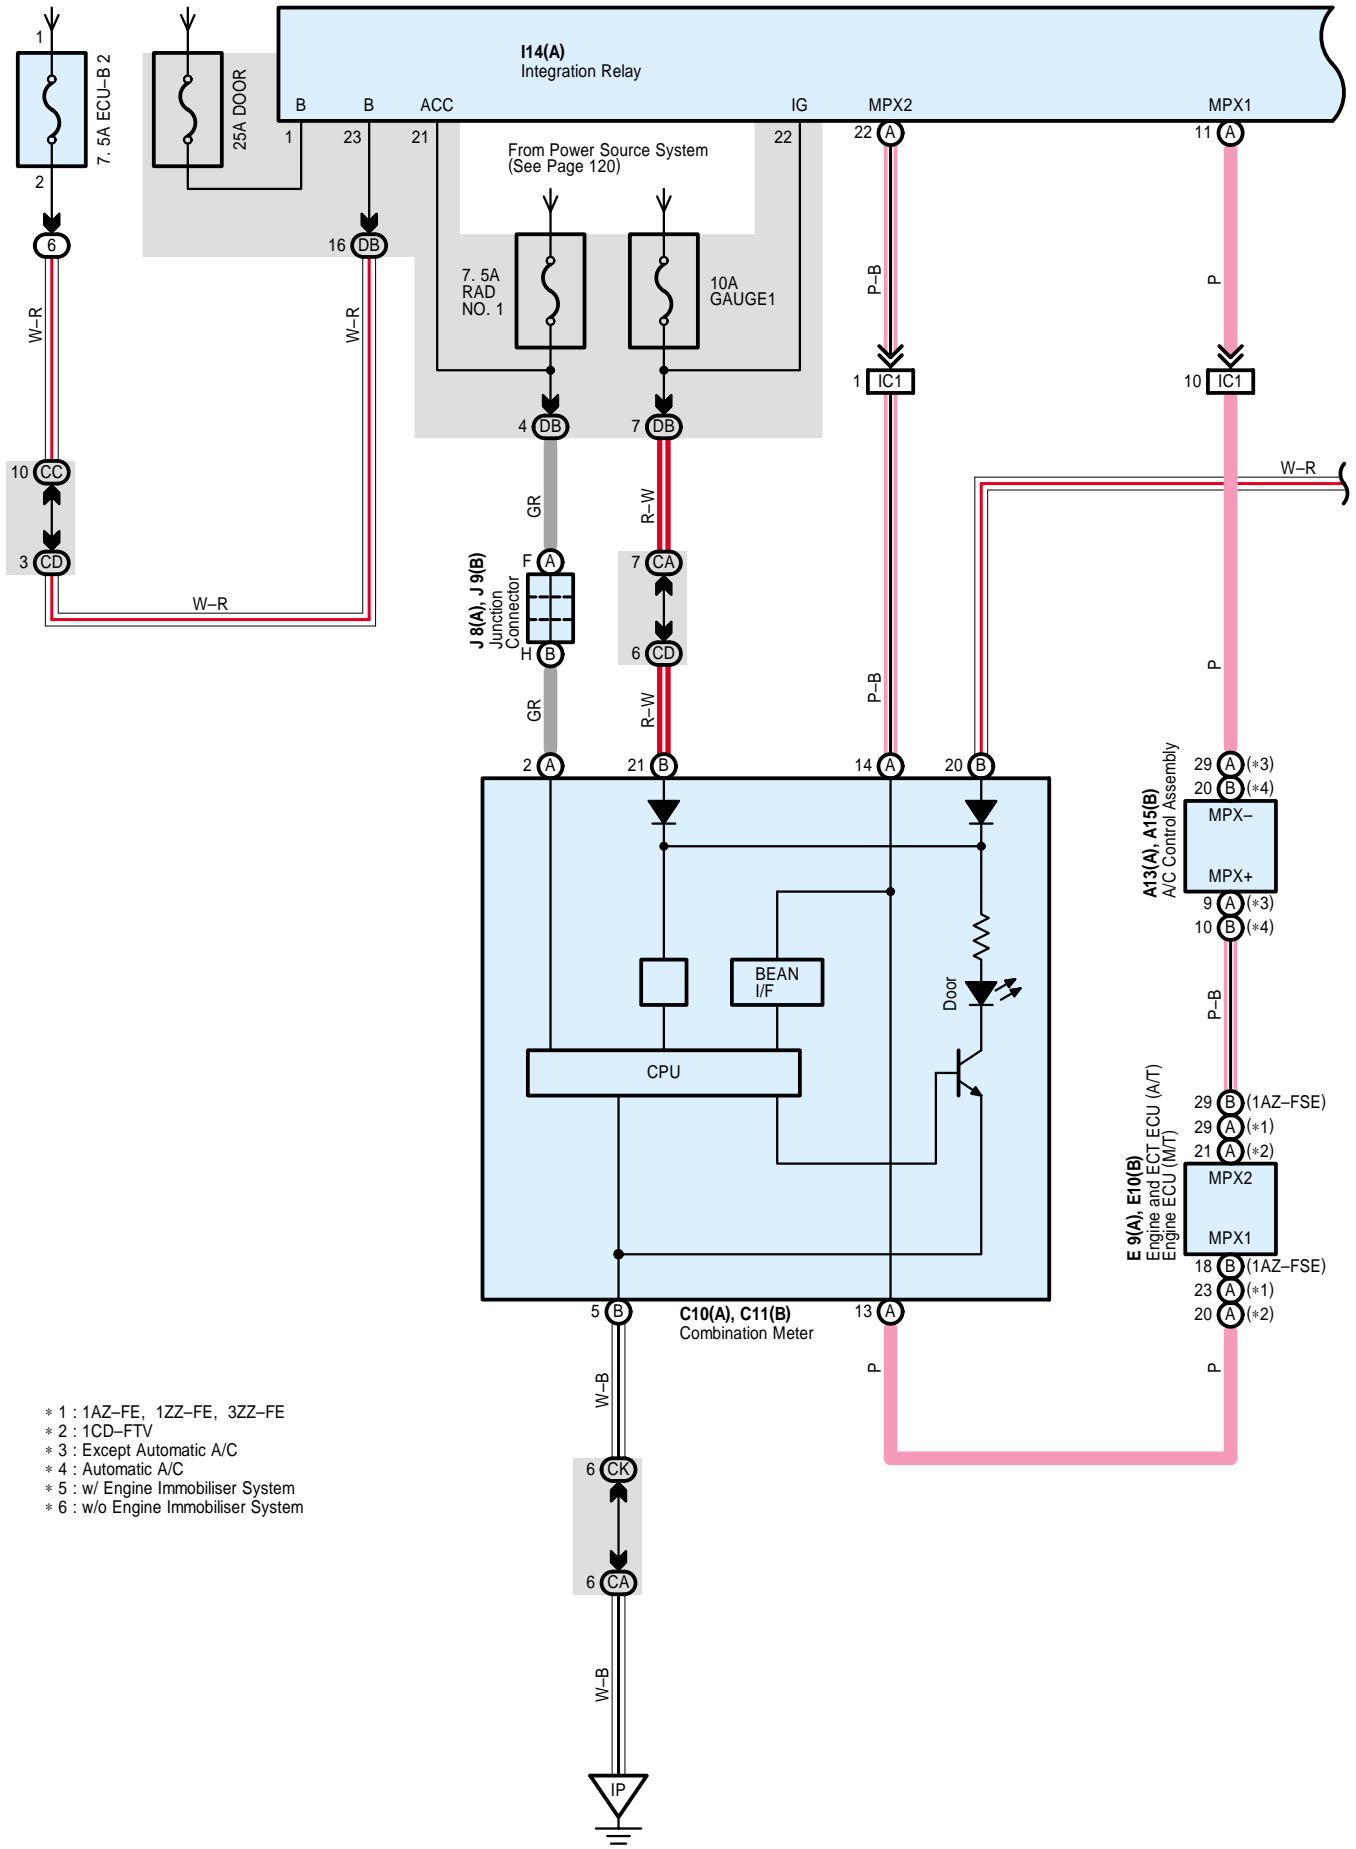 1
7. 5A ECU–B 2
2
6
W–R
10 CC
3 CD
W–R
25A DOOR
I14(A)
Integration Relay
B
B
ACC
IG
MPX2
MPX1
1
23
21
22
22 A
11 A
From Power Source System
(See Page 120)
16 DB
W–R
7. 5A
RAD
NO. 1
10A
GAUGE1
P–B
P
1 IC1
10 IC1
4 DB
7 DB
W–R
GR
R–W
F A
J 8(A), J 9(B)
Junction
Connector
H B
7 CA
6 CD
GR
R–W
P–B
P
2 A
21 B
14 A
20 B
29 A (∗3)
20 B (∗4)
MPX–
MPX+
A13(A), A15(B)
A/C Control Assembly
9 A (∗3)
10 B (∗4)
BEAN
I/F
Door
CPU
P–B
29 B (1AZ–FSE)
29 A (∗1)
21 A (∗2)
MPX2
MPX1
E 9(A), E10(B)
Engine and ECT ECU (A/T)
Engine ECU (M/T)
18 B (1AZ–FSE)
23 A (∗1)
20 A (∗2)
5 B
C10(A), C11(B)
Combination Meter
13 A
P
P
W–B
6 CK
6 CA
W–B
IP
∗ 1 : 1AZ–FE, 1ZZ–FE, 3ZZ–FE
∗ 2 : 1CD–FTV
∗ 3 : Except Automatic A/C
∗ 4 : Automatic A/C
∗ 5 : w/ Engine Immobiliser System
∗ 6 : w/o Engine Immobiliser System